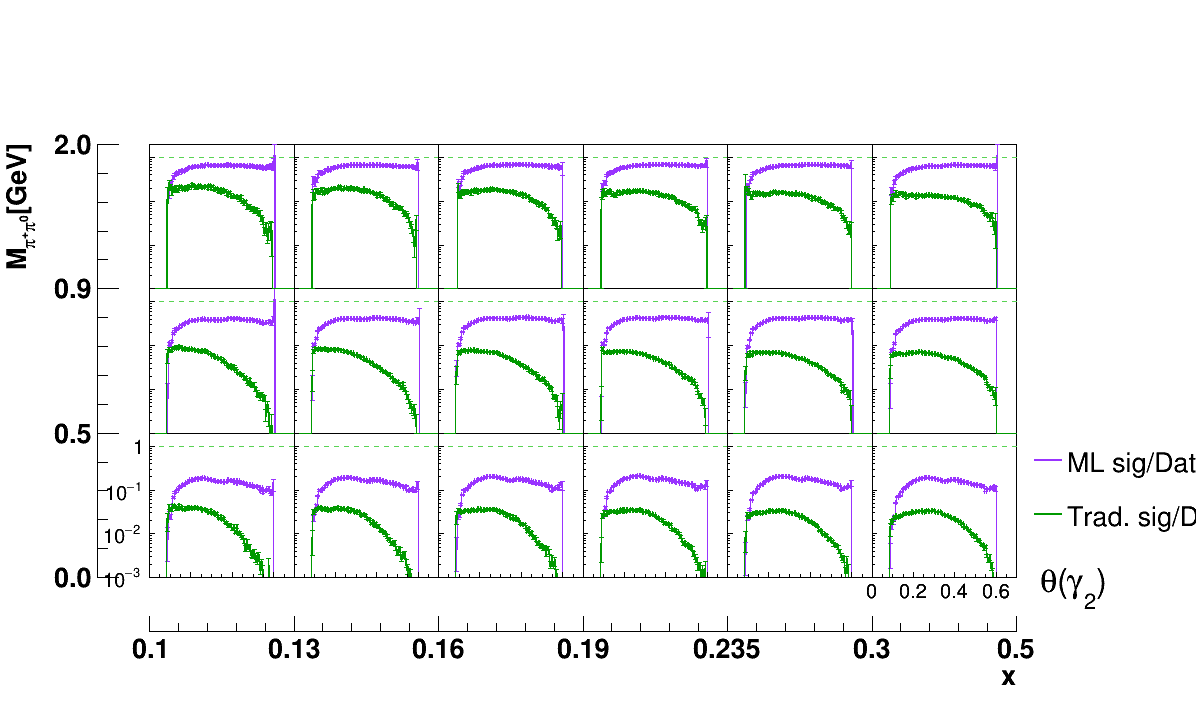 M_{π⁺π⁰}[GeV]
2.0
0.9
0.5
0.0
1
10⁻¹
10⁻²
10⁻³
ML sig/Dat
Trad. sig/D
0 0.2 0.4 0.6
θ(γ₂)
0.1 0.13 0.16 0.19 0.235 0.3 0.5
x